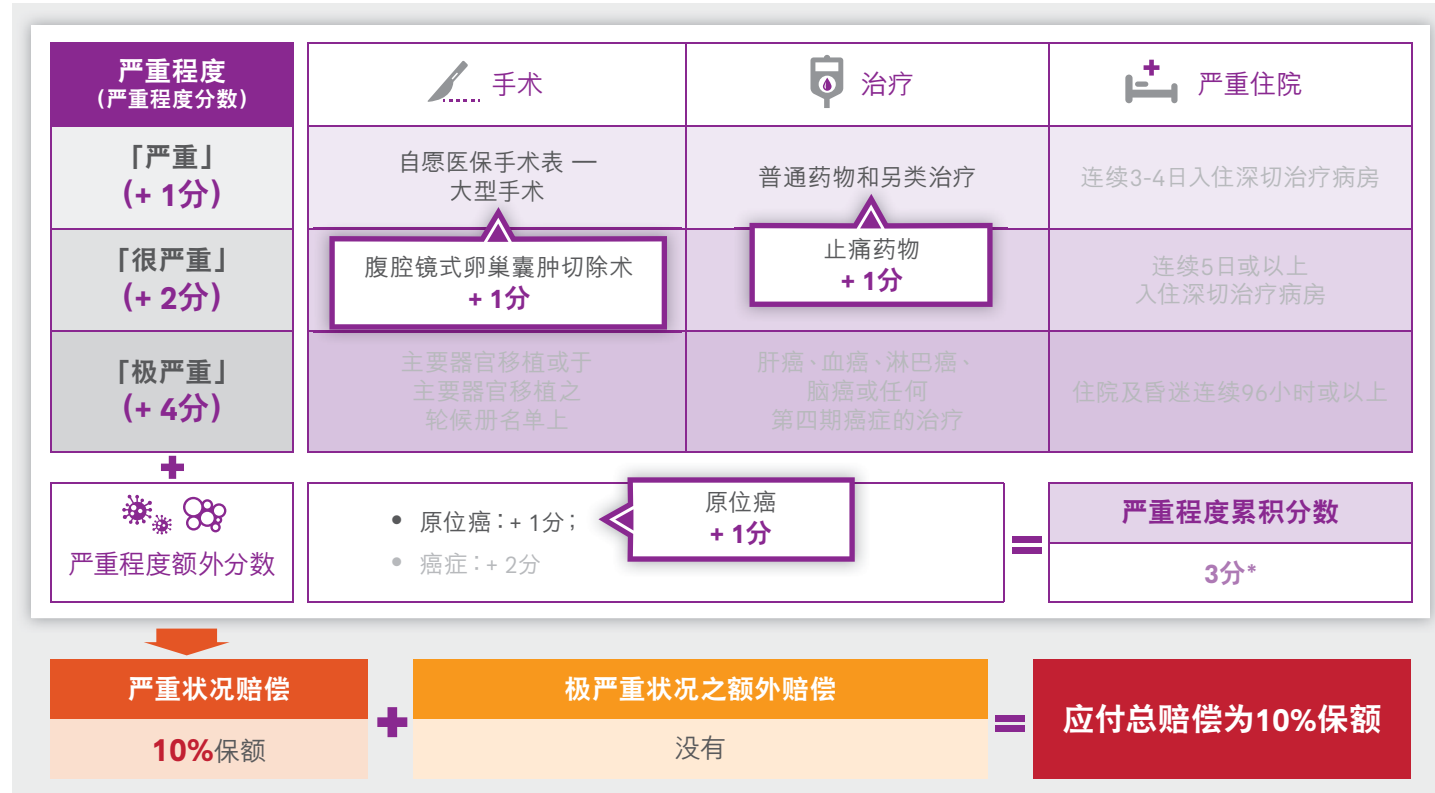 严重程度
(严重程度分数)
手术
治疗
严重住院
「严重」
(+ 1分)
自愿医保手术表 —
大型手术
普通药物和另类治疗
连续3-4日入住深切治疗病房
「很严重」
(+ 2分)
腹腔镜式卵巢囊肿切除术
+ 1分
止痛药物
+ 1分
连续5日或以上
入住深切治疗病房
「极严重」
(+ 4分)
主要器官移植或于
主要器官移植之
轮候册名单上
肝癌、血癌、淋巴癌、
脑癌或任何
第四期癌症的治疗
住院及昏迷连续96小时或以上
+
严重程度额外分数
• 原位癌：+ 1分；
• 癌症：+ 2分
原位癌
+ 1分
=
严重程度累积分数
3分*
严重状况赔偿
10%保额
+
极严重状况之额外赔偿
没有
=
应付总赔偿为10%保额